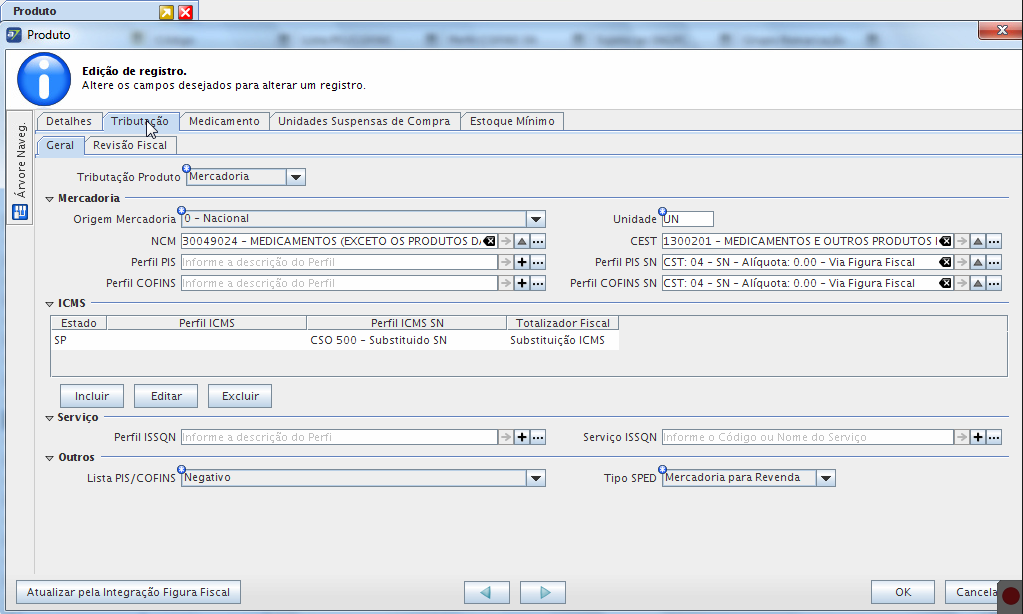 Produto
Produto
Edição de registro.
Altere os campos desejados para alterar um registro.
Árvore Naveg.
Detalhes Tributação Medicamento Unidades Suspensas de Compra Estoque Mínimo
Geral Revisão Fiscal
Tributação Produto Mercadoria
Mercadoria
Origem Mercadoria 0 - Nacional Unidade UN
NCM 30049024 - MEDICAMENTOS (EXCETO OS PRODUTOS DA CEST 1300201 - MEDICAMENTOS E OUTROS PRODUTOS
Perfil PIS Informe a descrição do Perfil Perfil PIS SN CST: 04 - SN - Alíquota: 0.00 - Via Figura Fiscal
Perfil COFINS Informe a descrição do Perfil Perfil COFINS SN CST: 04 - SN - Alíquota: 0.00 - Via Figura Fiscal
ICMS
Estado Perfil ICMS Perfil ICMS SN Totalizador Fiscal
SP CSO 500 - Substituido SN Substituição ICMS
Incluir Editar Excluir
Serviço
Perfil ISSQN Informe a descrição do Perfi Serviço ISSQN Informe o Código ou Nome do Serviço
Outros
Lista PIS/COFINS Negativo Tipo SPED Mercadoria para Revenda
Atualizar pela Integração Figura Fiscal OK Cancela